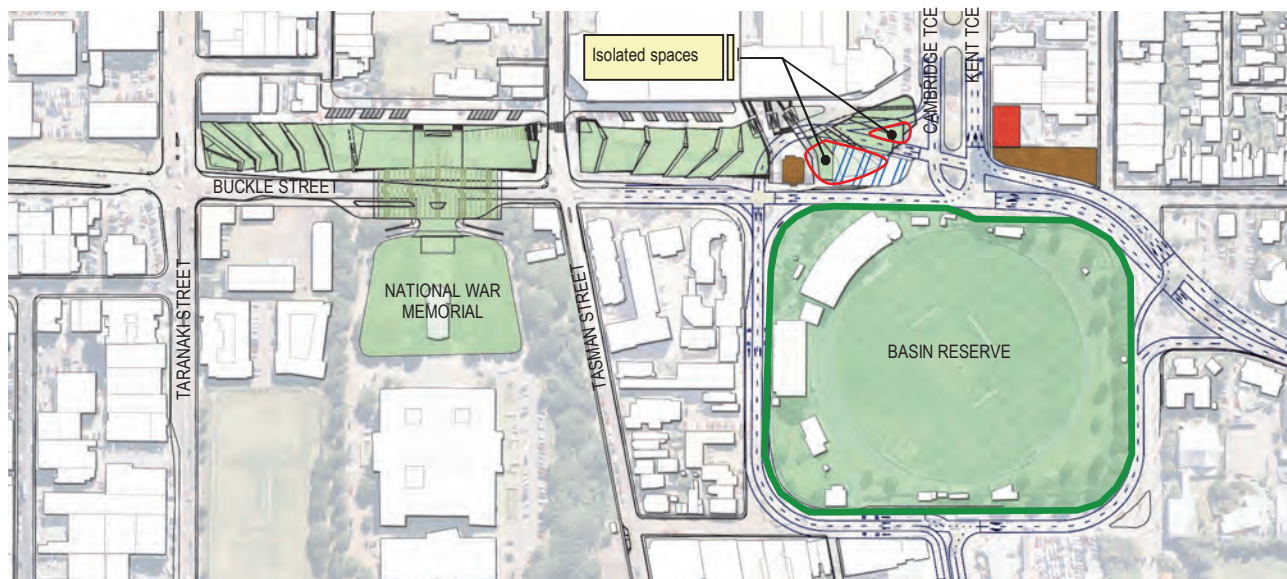 Isolated spaces
CAMBRIDGE TCE
KENT TCE
BUCKLE STREET
NATIONAL WAR
MEMORIAL
TARANAKI STREET
TASMAN STREET
BASIN RESERVE